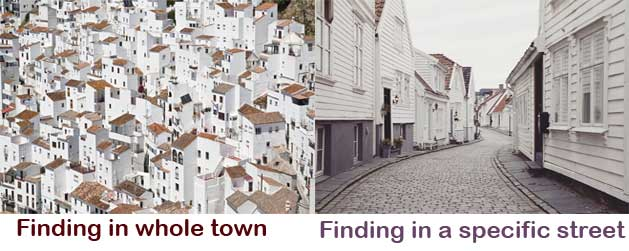 Finding in whole town
Finding in a specific street